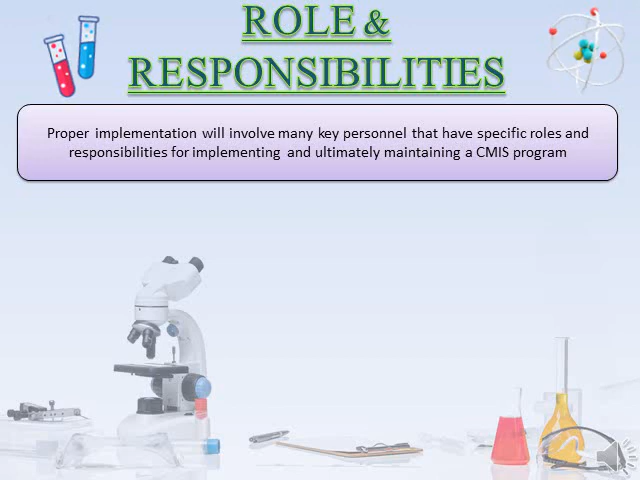 ROLE &
RESPONSIBILITIES
Proper implementation will involve many key personnel that have specific roles and
responsibilities for implementing and ultimately maintaining a CMIS program